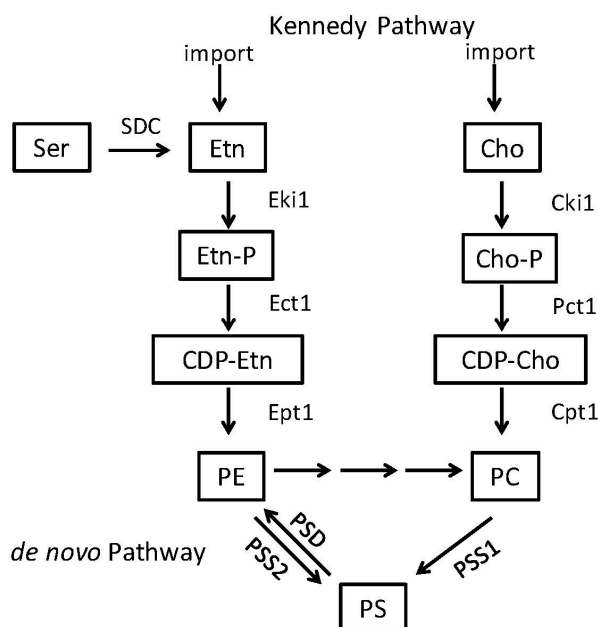 Kennedy Pathway
import import
SDC
Ser Etn Cho
Eki1 Cki1
Etn-P Cho-P
Ect1 Pct1
CDP-Etn CDP-Cho
Ept1 Cpt1
PE PC
PSD
de novo Pathway PSS2 PSS1
PS